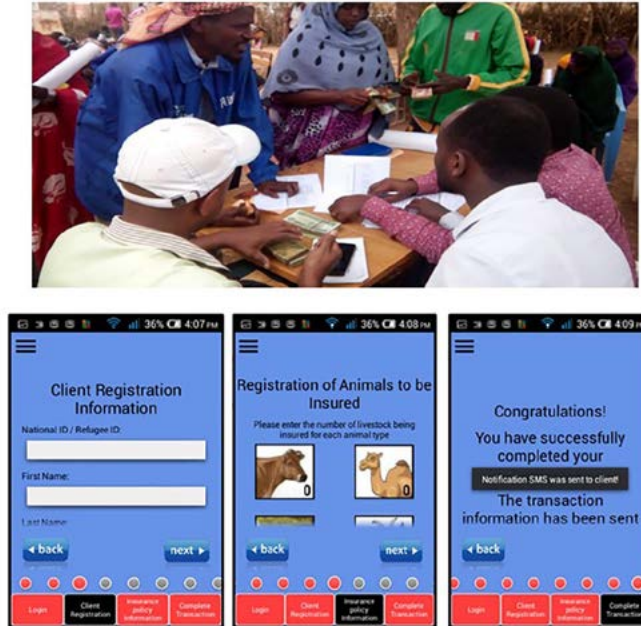 36% 4:07 PM
Client Registration
Information
National ID / Refugee ID:
First Name:
Last Name:
back
next
Login
Client
Registration
Insurance
policy
Information
Complete
Transaction
36% 4:08 PM
Registration of Animals to be
Insured
Please enter the number of livestock being
insured for each animal type
0
0
back
next
Login
Client
Registration
Insurance
policy
Information
Complete
Transaction
36% 4:09 PM
Congratulations!
You have successfully
completed your
Notification SMS was sent to client!
The transaction
information has been sent
back
Login
Client
Registration
Insurance
policy
Information
Complete
Transaction